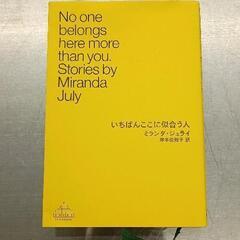 No one
belongs
here more
than you.
Stories by
Miranda
July
いちばんここに似合う人
ミランダ・ジュライ
岸本佐知子 訳